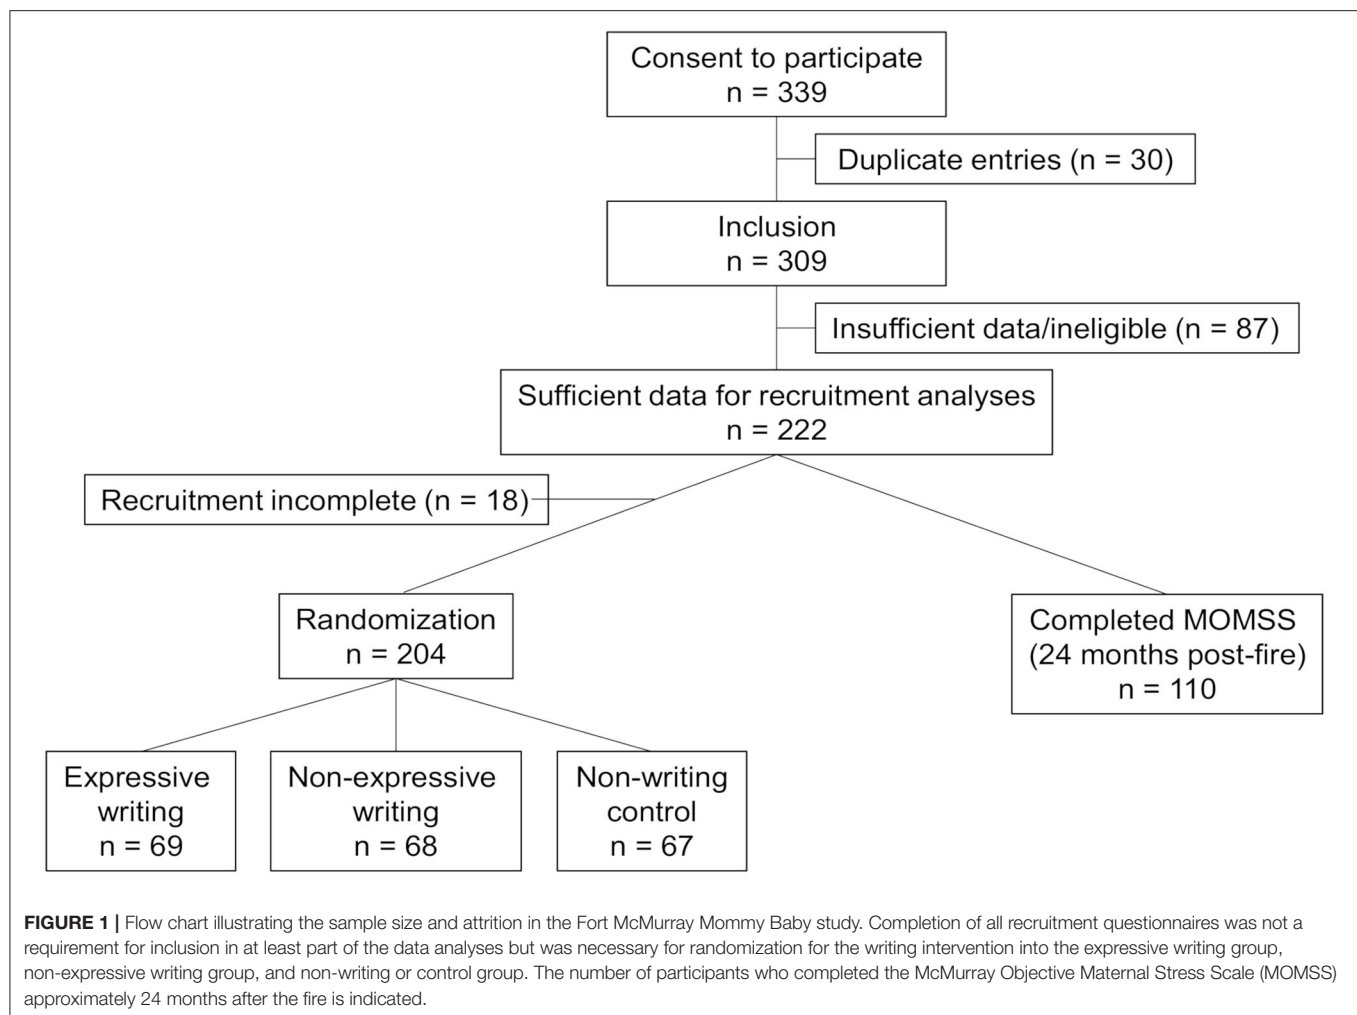 Consent to participate
n = 339
Duplicate entries (n = 30)
Inclusion
n = 309
Insufficient data/ineligible (n = 87)
Sufficient data for recruitment analyses
n = 222
Recruitment incomplete (n = 18)
Randomization
n = 204
Completed MOMSS
(24 months post-fire)
n = 110
Expressive
writing
n = 69
Non-expressive
writing
n = 68
Non-writing
control
n = 67
FIGURE 1 | Flow chart illustrating the sample size and attrition in the Fort McMurray Mommy Baby study. Completion of all recruitment questionnaires was not a
requirement for inclusion in at least part of the data analyses but was necessary for randomization for the writing intervention into the expressive writing group,
non-expressive writing group, and non-writing or control group. The number of participants who completed the McMurray Objective Maternal Stress Scale (MOMSS)
approximately 24 months after the fire is indicated.